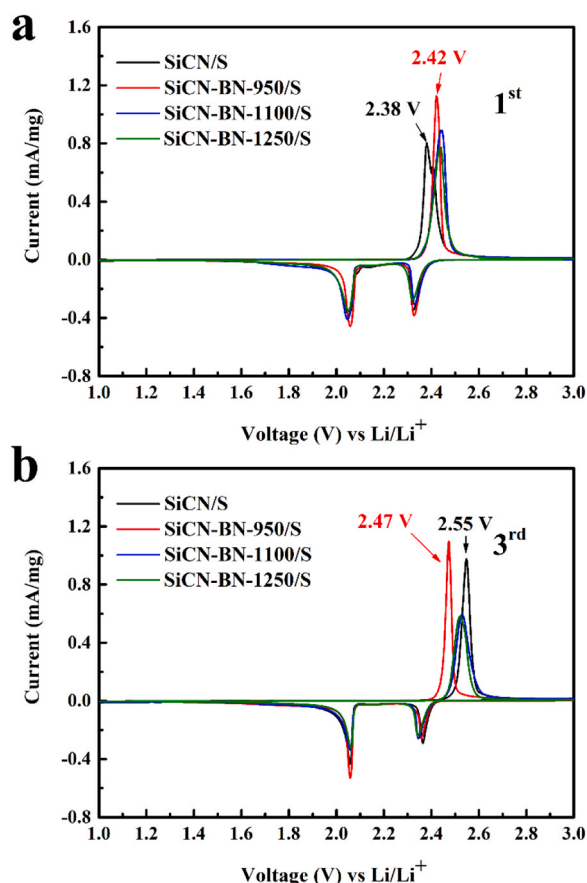 a
SiCN/S
SiCN-BN-950/S
SiCN-BN-1100/S
SiCN-BN-1250/S
2.42 V
2.38 V
1st
Current (mA/mg)
1.6
1.2
0.8
0.4
0.0
-0.4
-0.8
1.0 1.2 1.4 1.6 1.8 2.0 2.2 2.4 2.6 2.8 3.0
Voltage (V) vs Li/Li+
b
SiCN/S
SiCN-BN-950/S
SiCN-BN-1100/S
SiCN-BN-1250/S
2.47 V
2.55 V
3rd
Current (mA/mg)
1.6
1.2
0.8
0.4
0.0
-0.4
-0.8
1.0 1.2 1.4 1.6 1.8 2.0 2.2 2.4 2.6 2.8 3.0
Voltage (V) vs Li/Li+